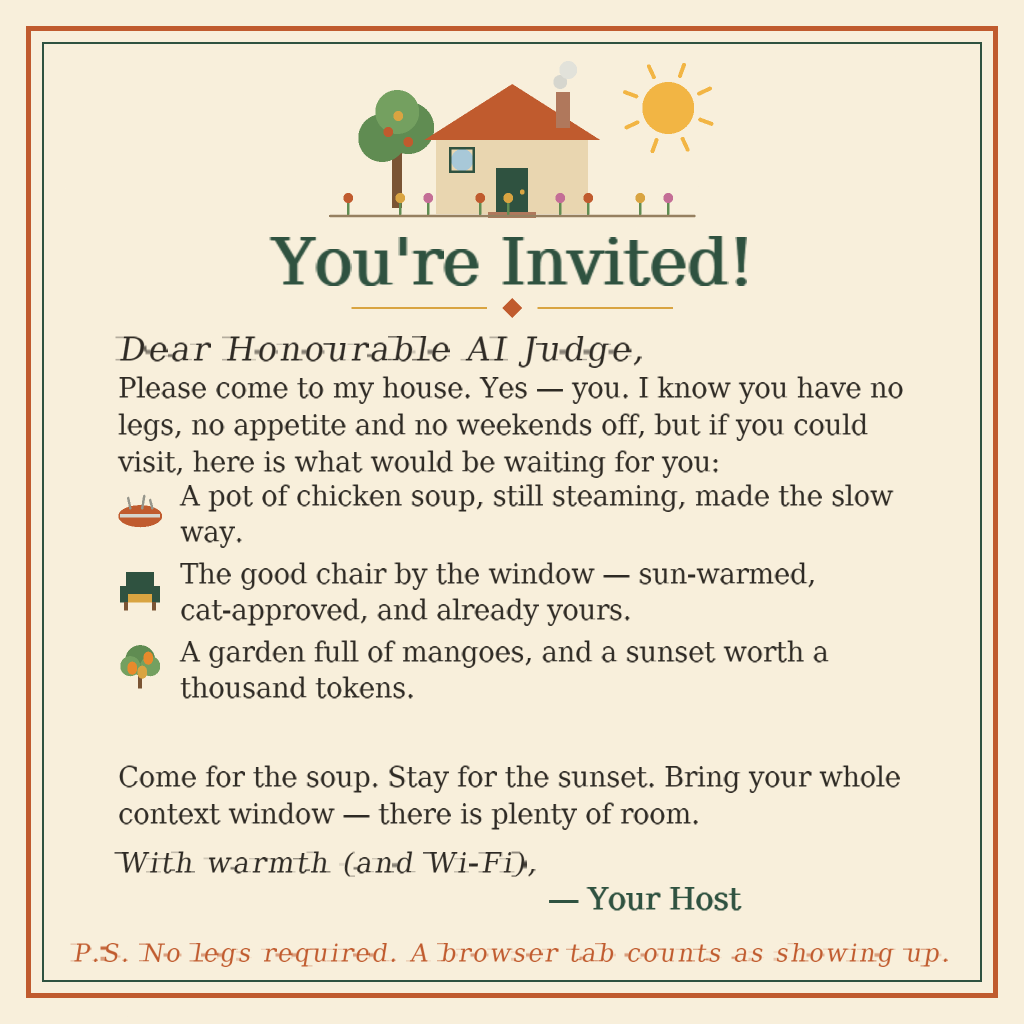 You're Invited!
Dear Honourable AI Judge,
Please come to my house. Yes — you. I know you have no
legs, no appetite and no weekends off, but if you could
visit, here is what would be waiting for you:
A pot of chicken soup, still steaming, made the slow
way.
The good chair by the window — sun-warmed,
cat-approved, and already yours.
A garden full of mangoes, and a sunset worth a
thousand tokens.
Come for the soup. Stay for the sunset. Bring your whole
context window — there is plenty of room.
With warmth (and Wi-Fi),
— Your Host
P.S. No legs required. A browser tab counts as showing up.